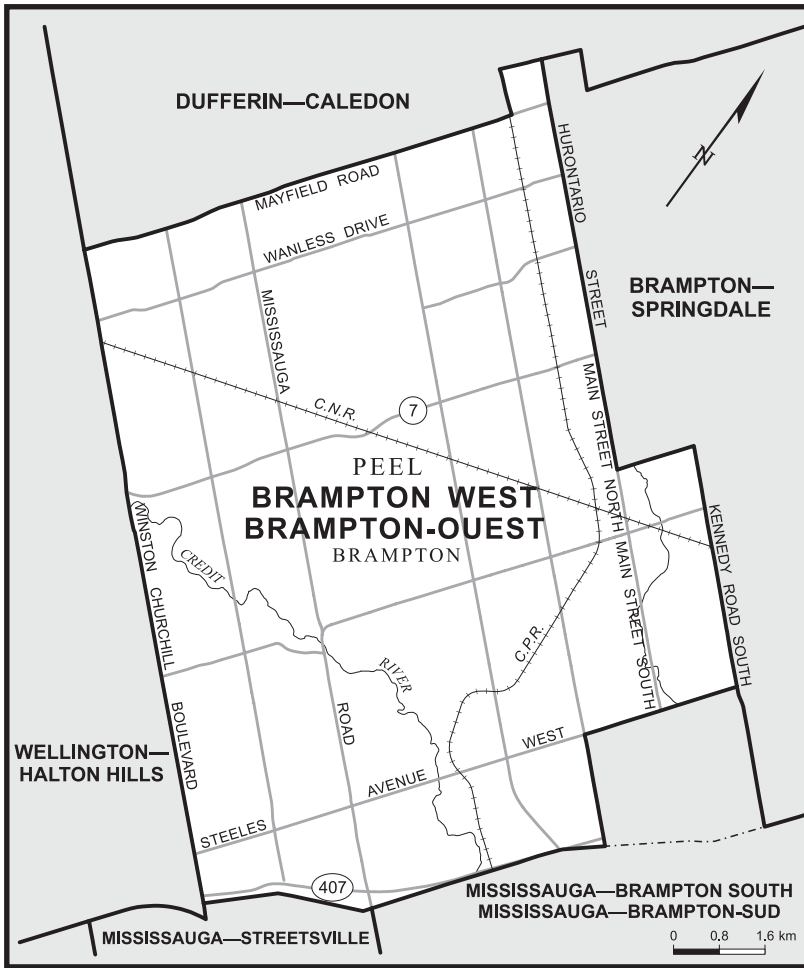 DUFFERIN—CALEDON
N
MAYFIELD ROAD
HURONTARIO STREET
WANLESS DRIVE
BRAMPTON—
SPRINGDALE
MISSISSAUGA ROAD
MAIN STREET NORTH
C.N.R.
7
PEEL
BRAMPTON WEST
BRAMPTON-OUEST
BRAMPTON
WINSTON CHURCHILL BOULEVARD
CREDIT RIVER
KENNEDY ROAD SOUTH
MAIN STREET SOUTH
C.P.R.
WELLINGTON—
HALTON HILLS
STEELES AVENUE WEST
407
MISSISSAUGA—BRAMPTON SOUTH
MISSISSAUGA—BRAMPTON-SUD
MISSISSAUGA—STREETSVILLE
0 0.8 1.6 km